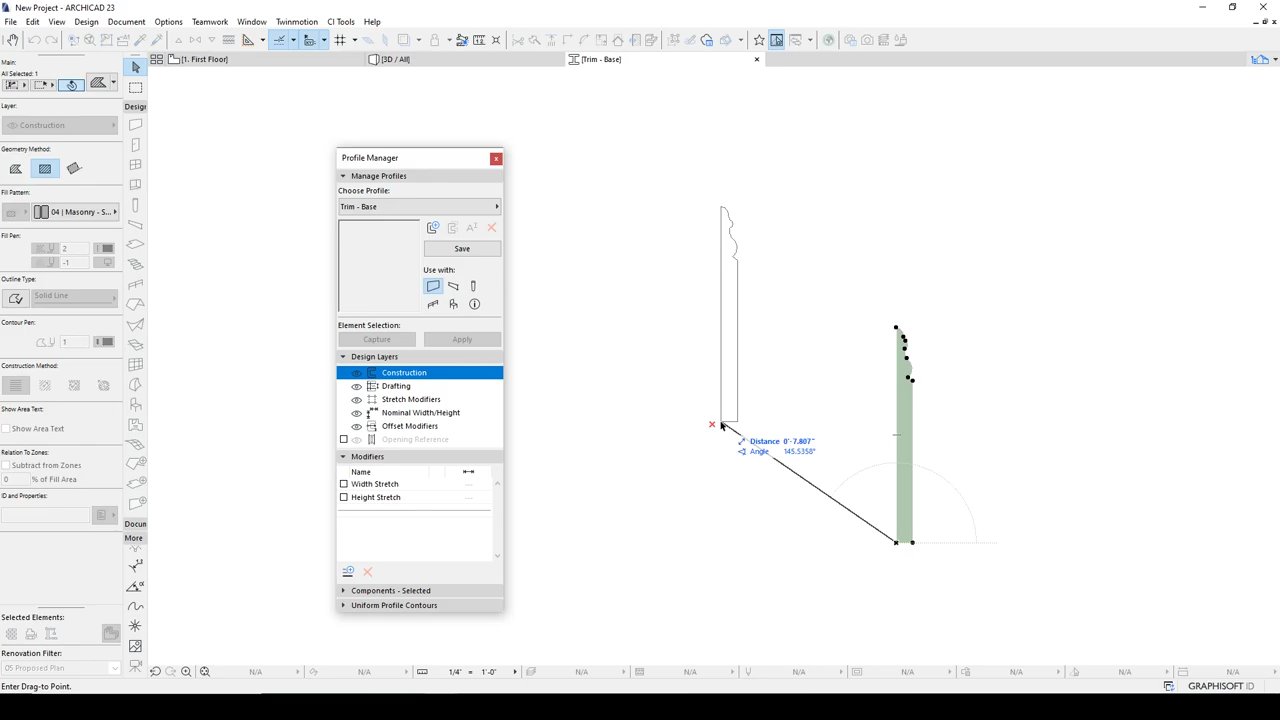 New Project - ARCHICAD 23
File Edit View Design Document Options Teamwork Window Twinmotion CI Tools Help
[1. First Floor] [3D / All] [Trim - Base]
Main:
All Selected: 1
Layer:
Construction
Geometry Method:
Fill Pattern:
04 | Masonry - S...
Fill Pen:
2
-1
Outline Type:
Solid Line
Contour Pen:
1
Construction Method:
Show Area Text:
Show Area Text
Relation To Zones:
Subtract from Zones
0 % of Fill Area
ID and Properties:
Selected Elements:
Renovation Filter:
05 Proposed Plan
Enter Drag-to Point.
Design
Docun
More
Profile Manager
Manage Profiles
Choose Profile:
Trim - Base
Save
Use with:
Element Selection:
Capture Apply
Design Layers
Construction
Drafting
Stretch Modifiers
Nominal Width/Height
Offset Modifiers
Opening Reference
Modifiers
Name
Width Stretch
Height Stretch
Components - Selected
Uniform Profile Contours
Distance 0'-7.807"
Angle 145.5358°
N/A N/A 1/4" = 1'-0" N/A N/A N/A N/A N/A N/A
GRAPHISOFT ID